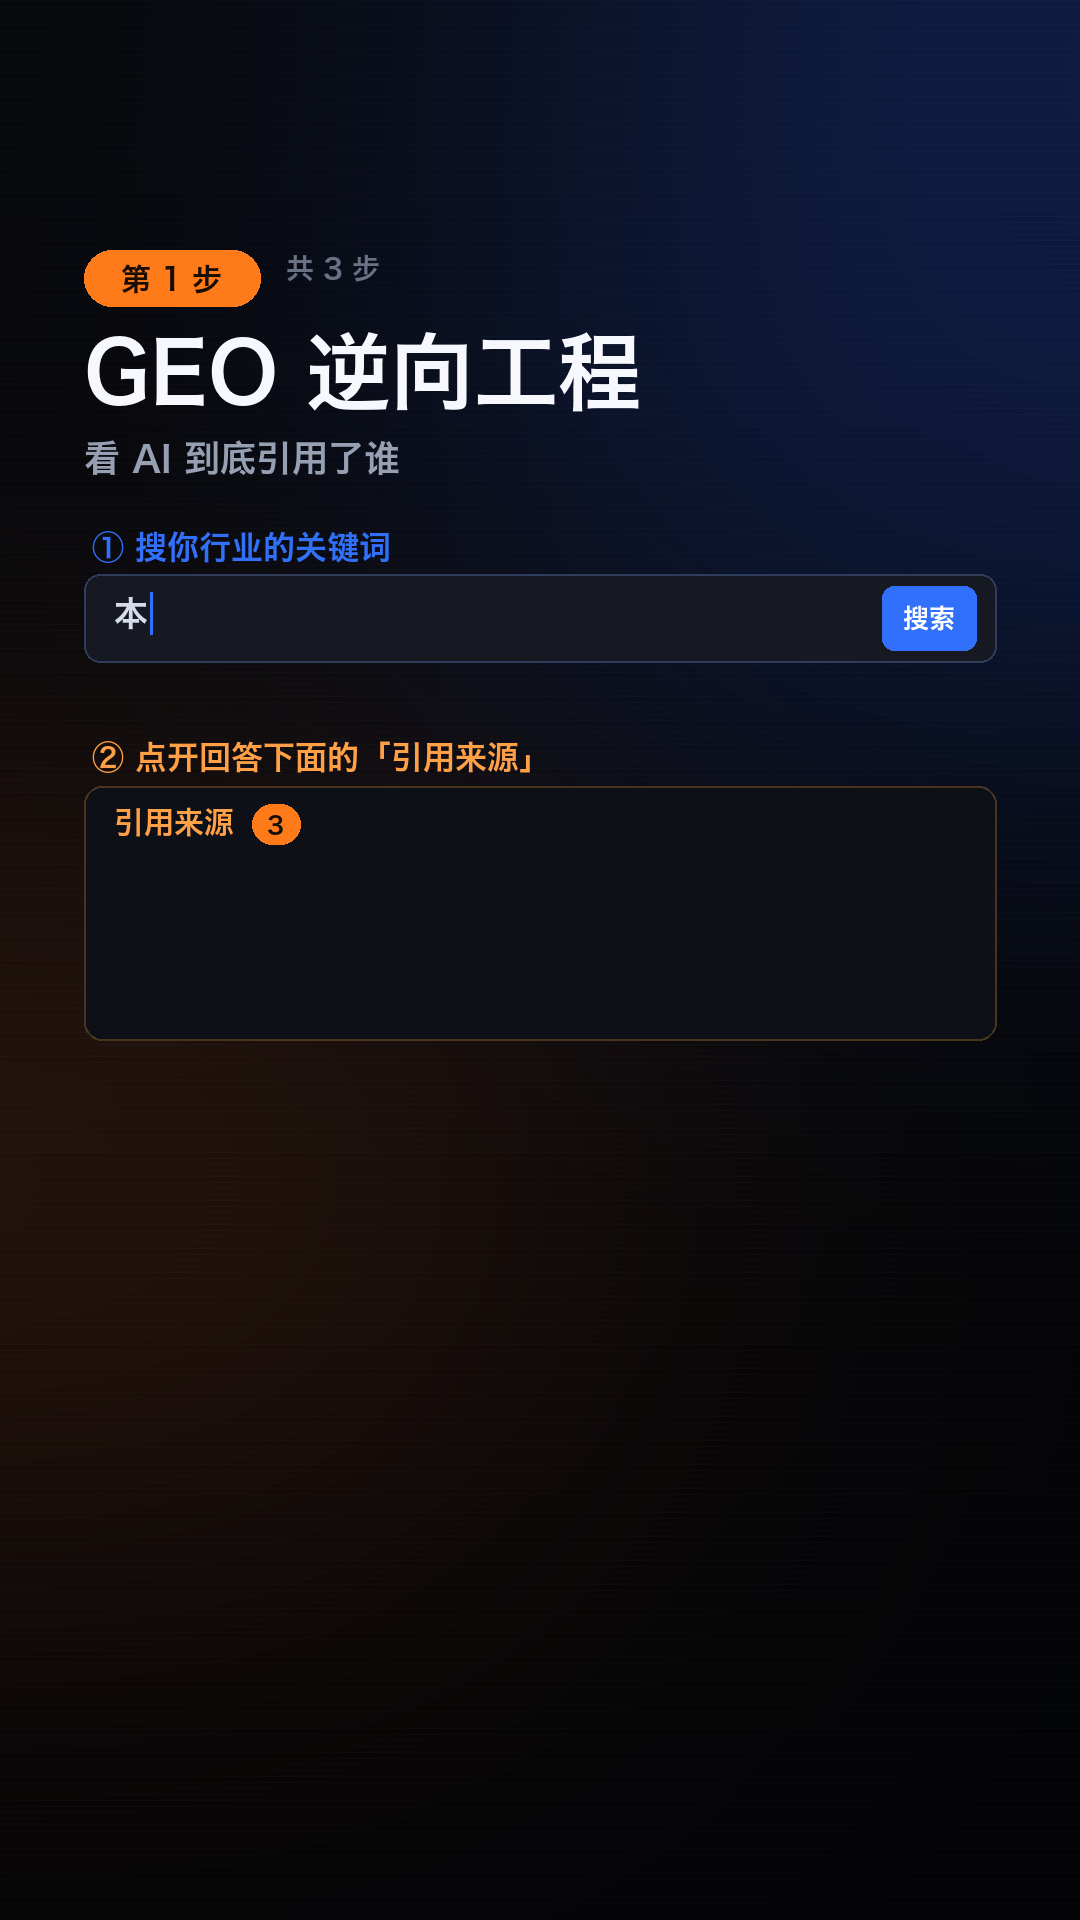 第 1 步
共 3 步
GEO 逆向工程
看 AI 到底引用了谁
① 搜你行业的关键词
本
搜索
② 点开回答下面的「引用来源」
引用来源 3